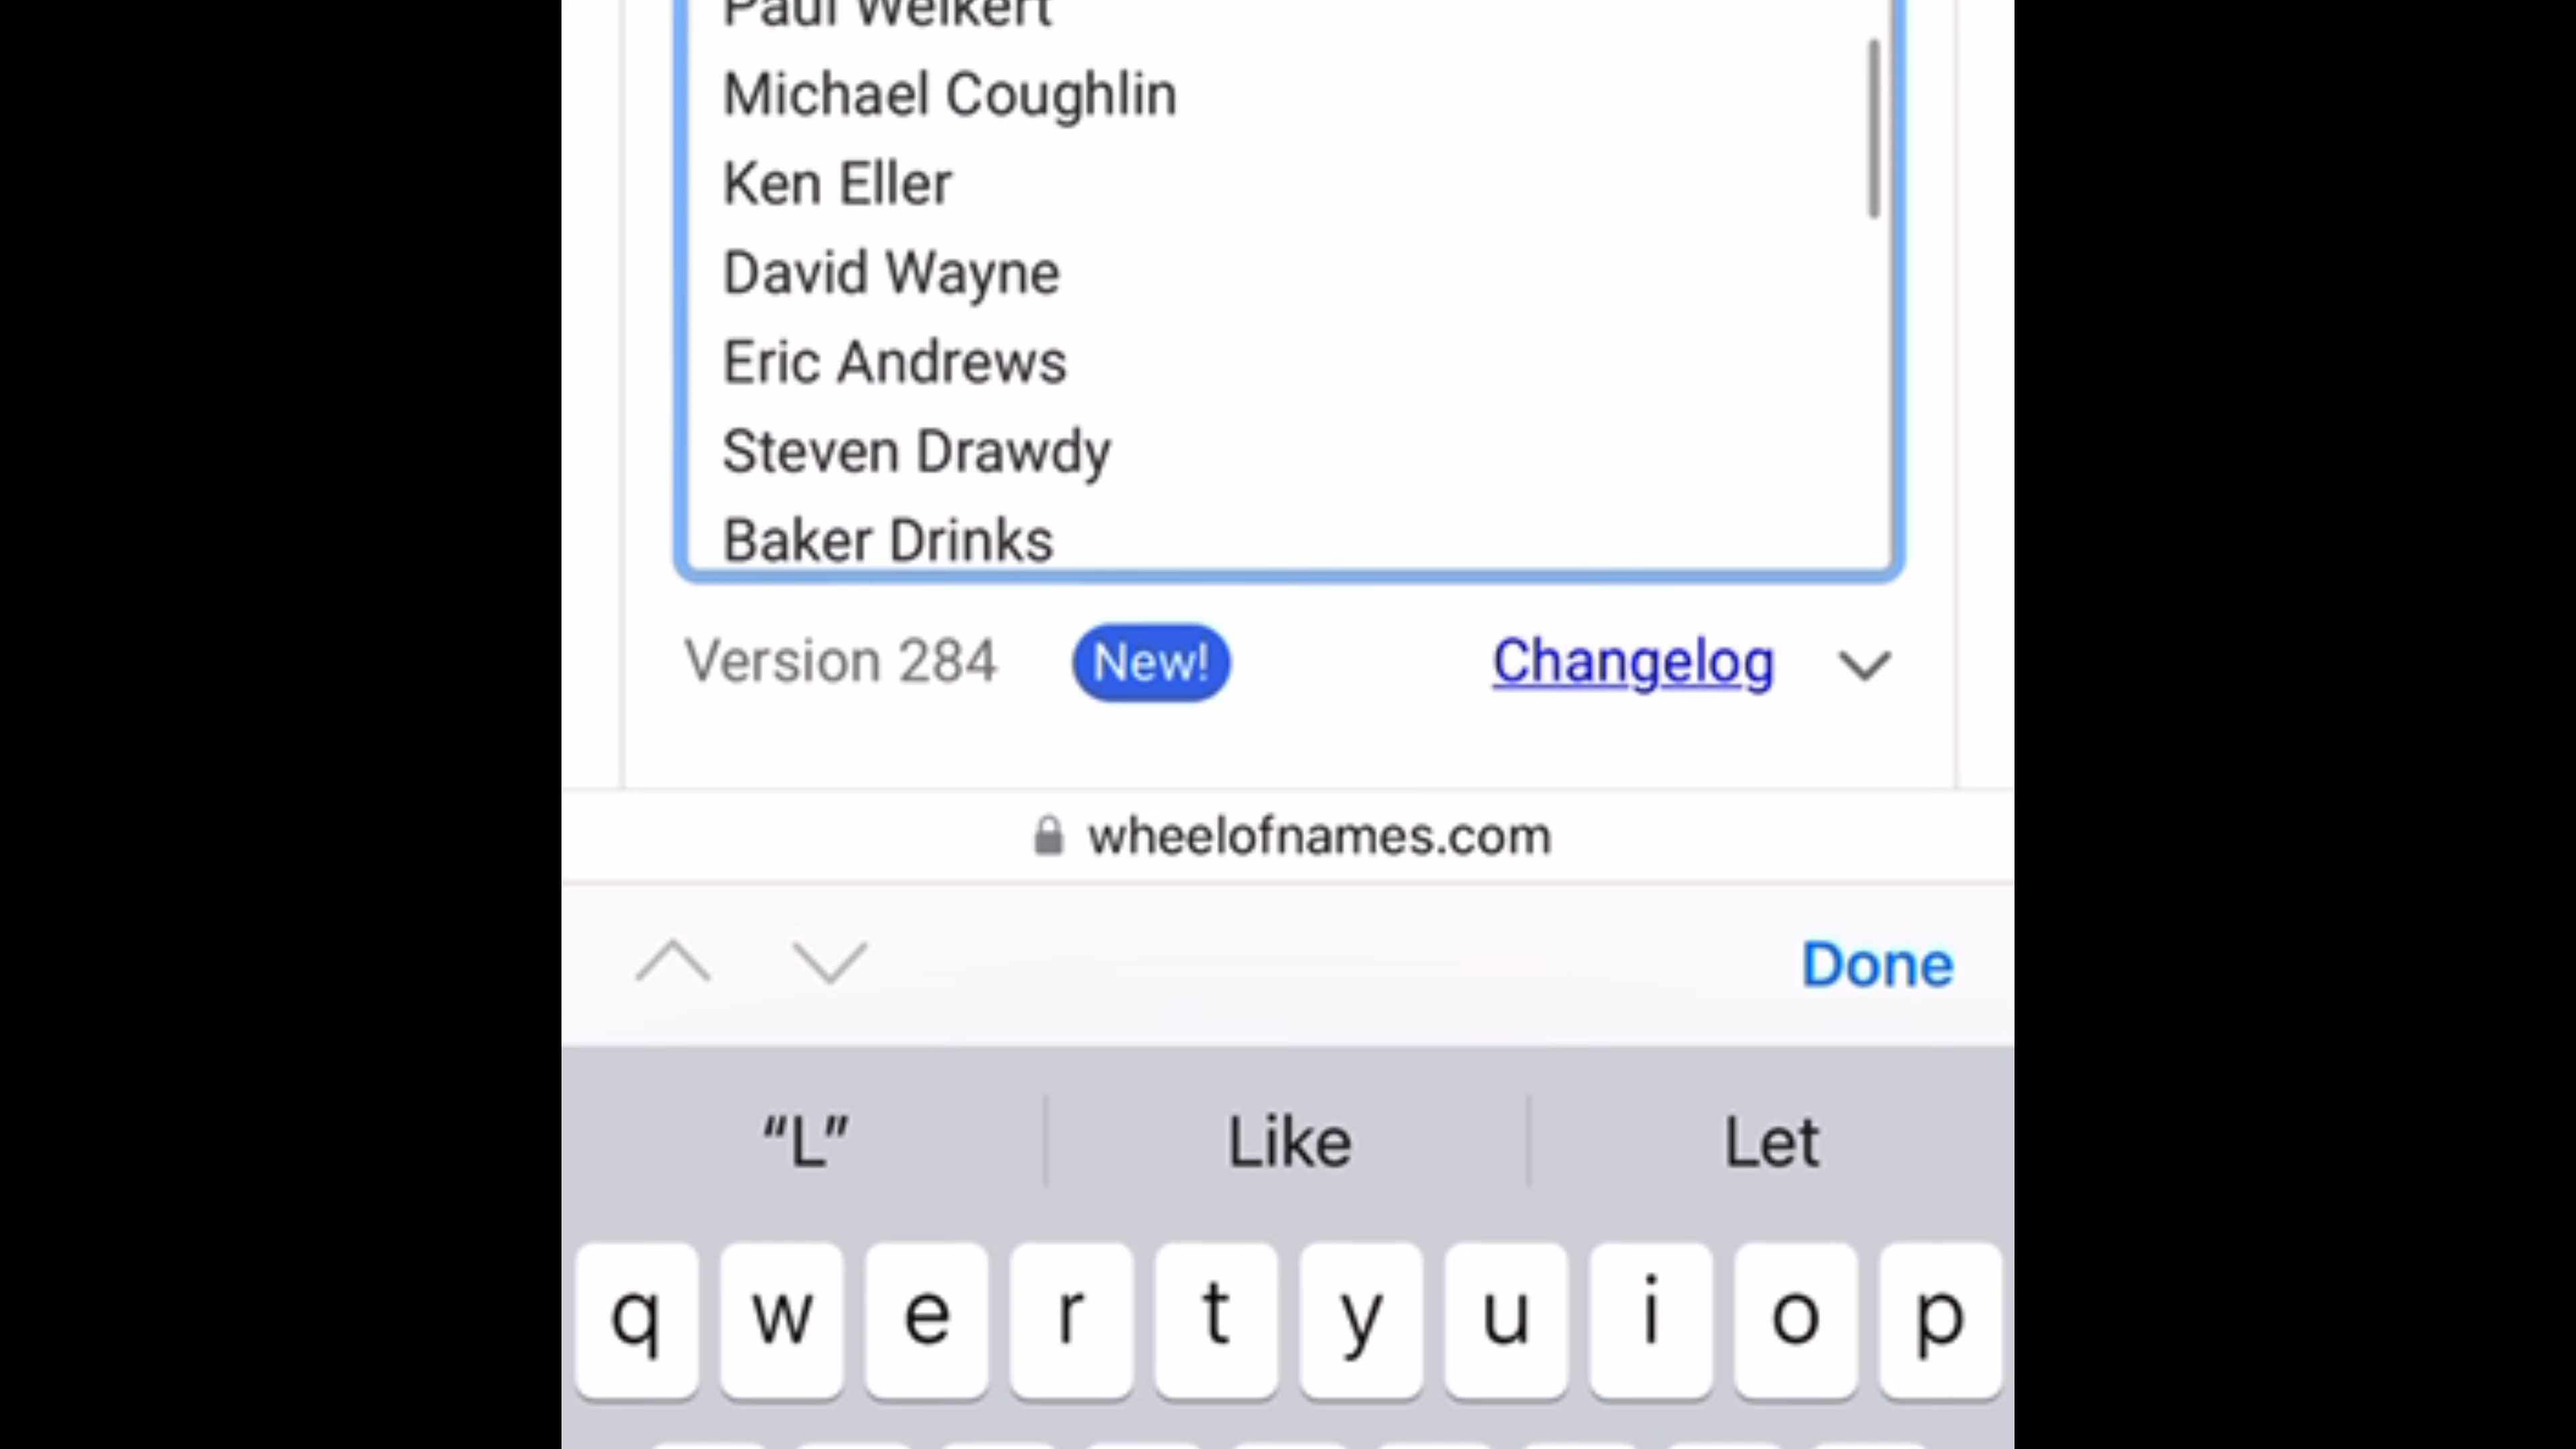 Paul Weikert
Michael Coughlin
Ken Eller
David Wayne
Eric Andrews
Steven Drawdy
Baker Drinks
Version 284 New! Changelog
wheelofnames.com
Done
“L” Like Let
q w e r t y u i o p